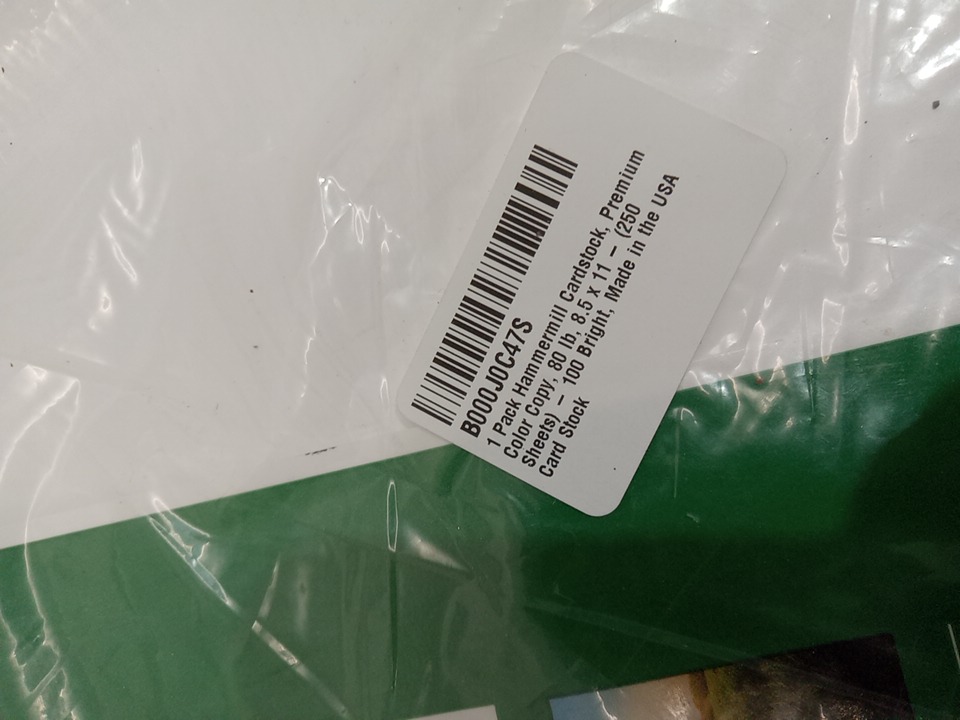 B000J0C47S
1 Pack Hammermill Cardstock, Premium
Color Copy, 80 lb, 8.5 x 11 – (250
Sheets) – 100 Bright, Made in the USA
Card Stock